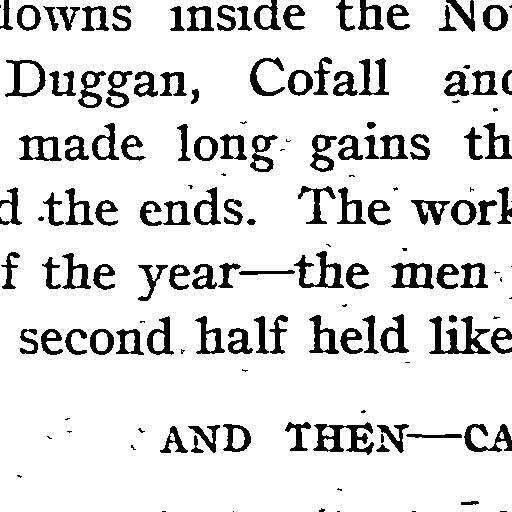 downs inside the No
Duggan, Cofall and
made long gains th
d the ends. The work
f the year—the men
second half held like
AND THEN—CA